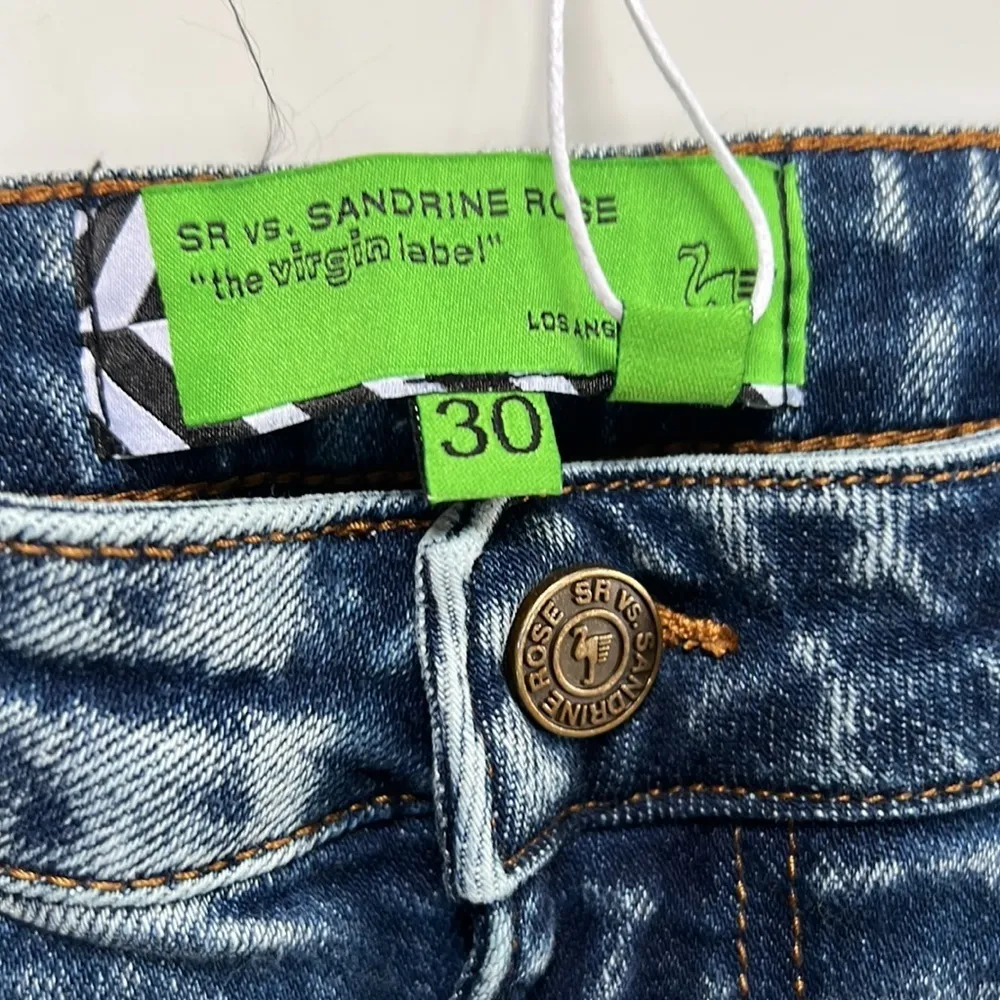 SR vs. SANDRINE ROSE
"the virgin label"
LOS ANG
30
SR VS. SANDRINE ROSE